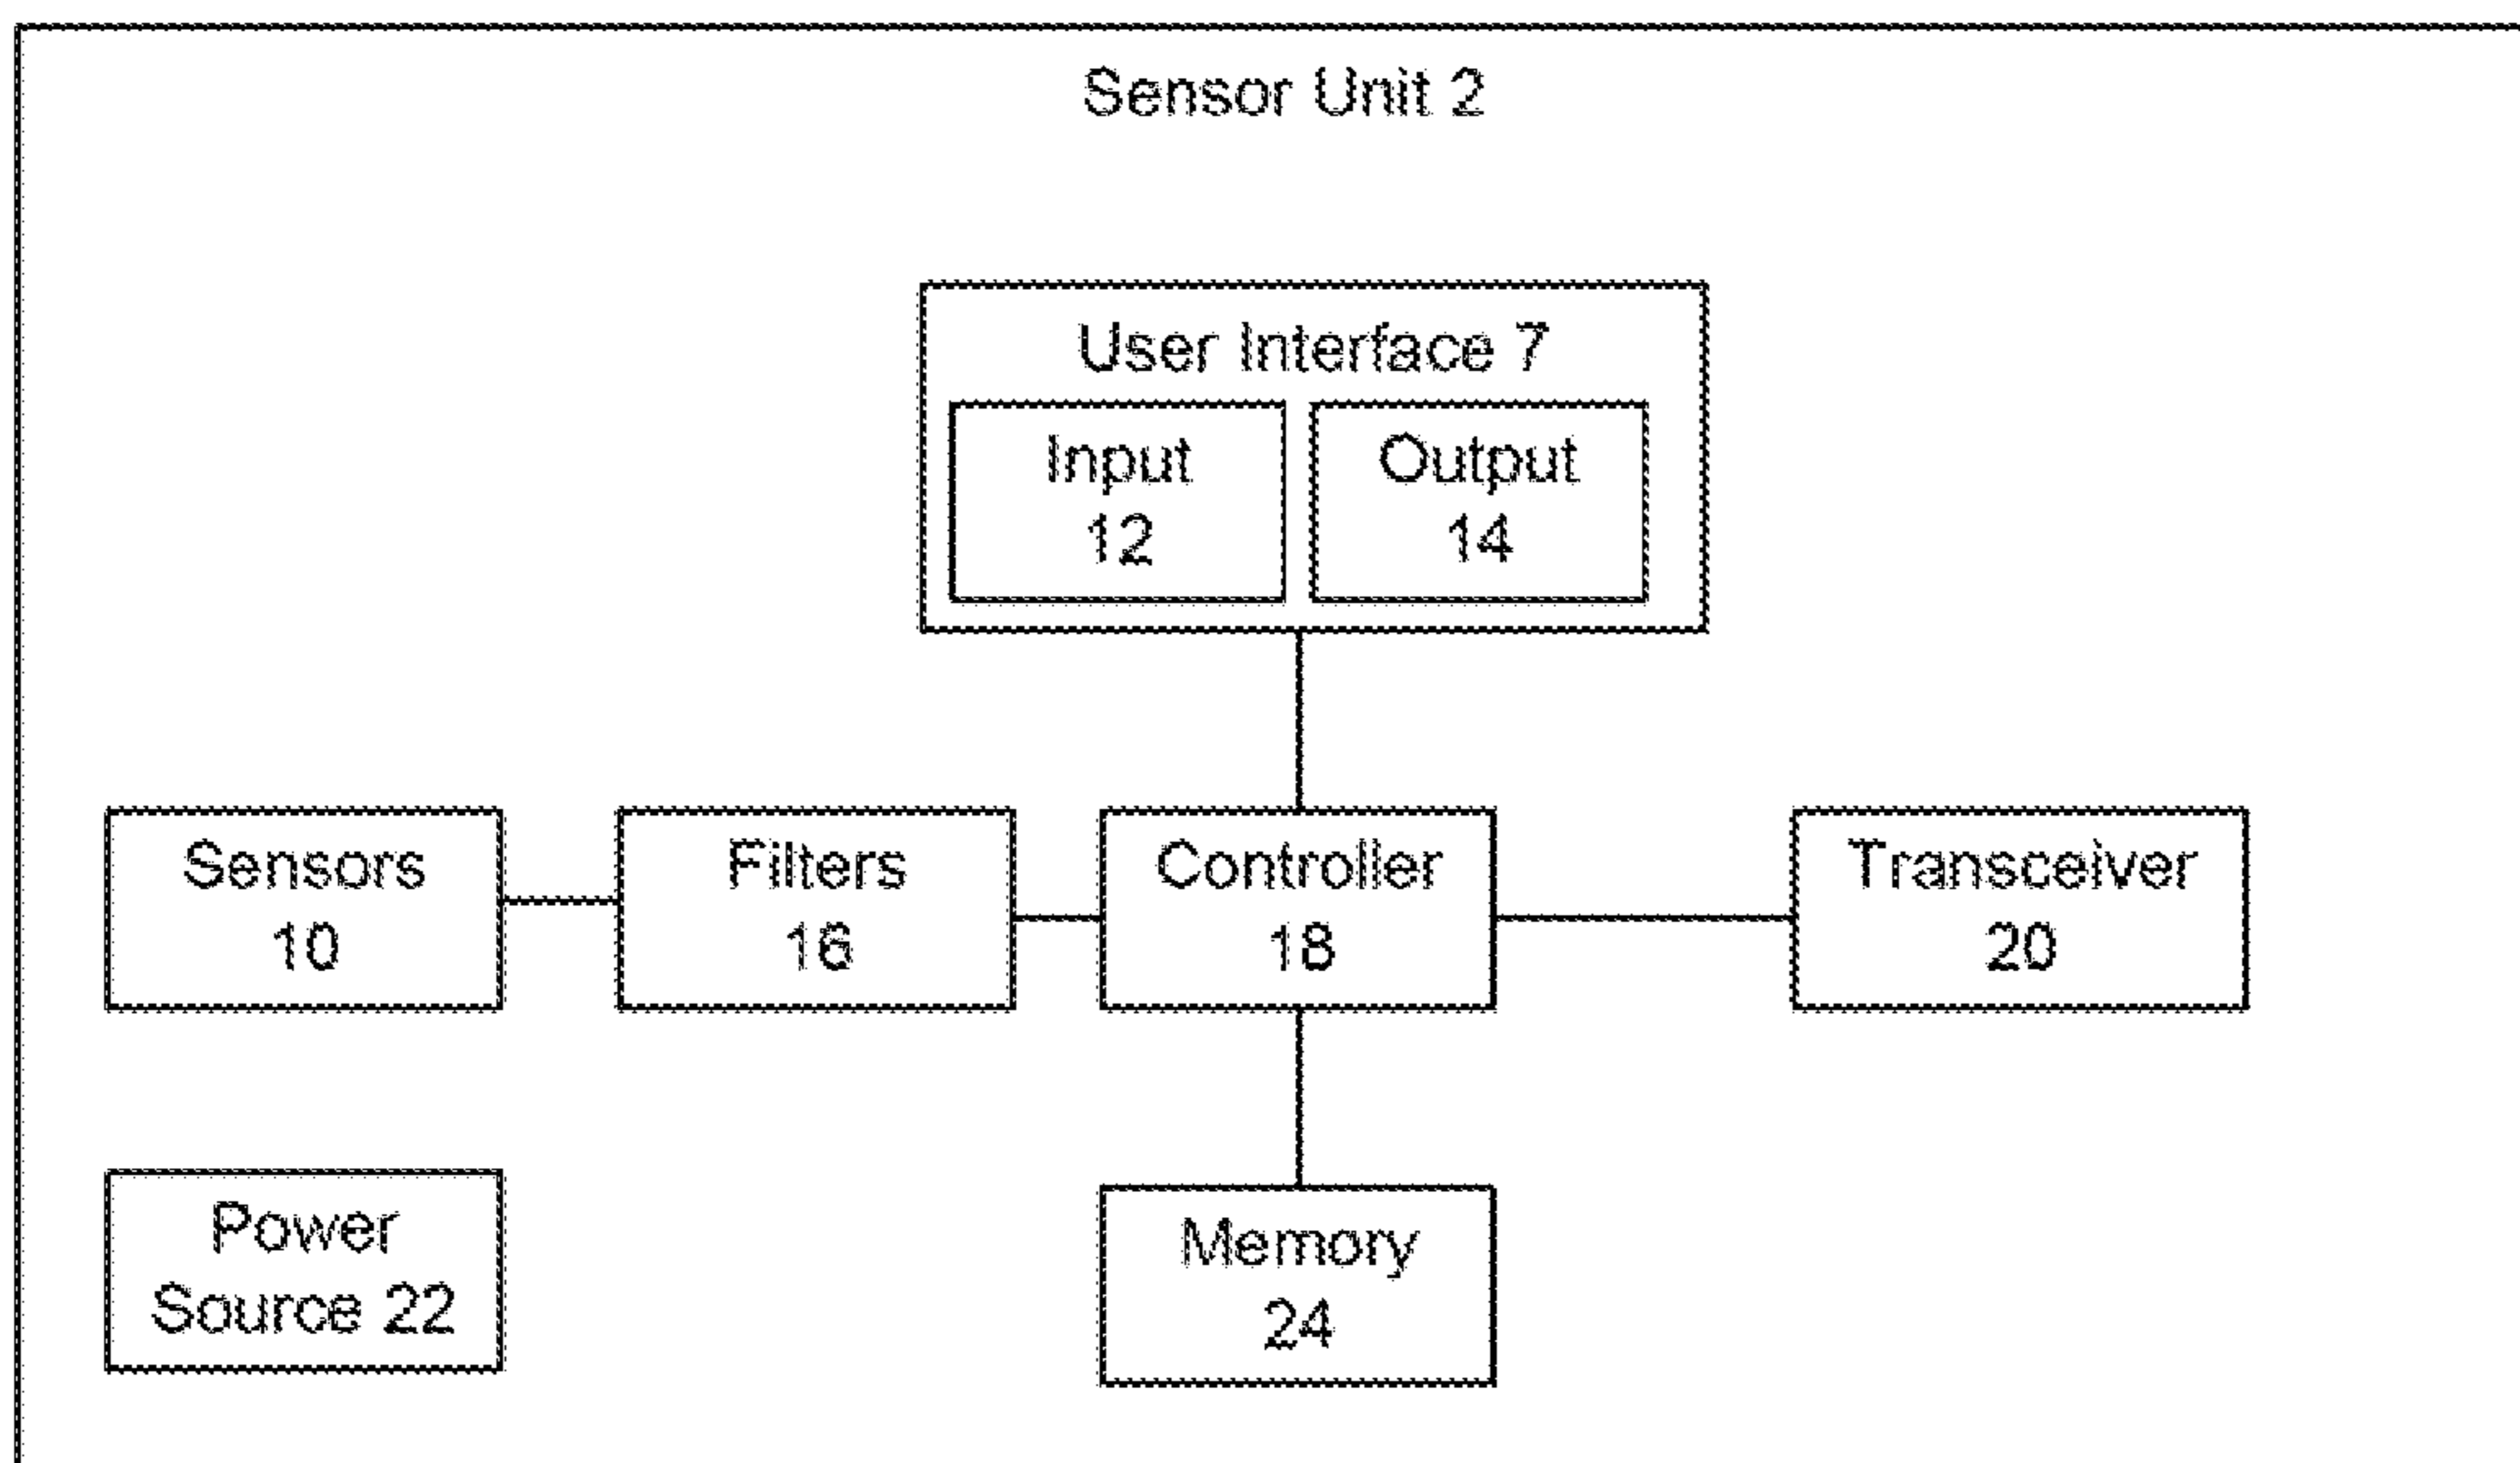 Sensor Unit 2
User Interface 7
Input
12
Output
14
Sensors
10
Filters
16
Controller
18
Transceiver
20
Power
Source 22
Memory
24